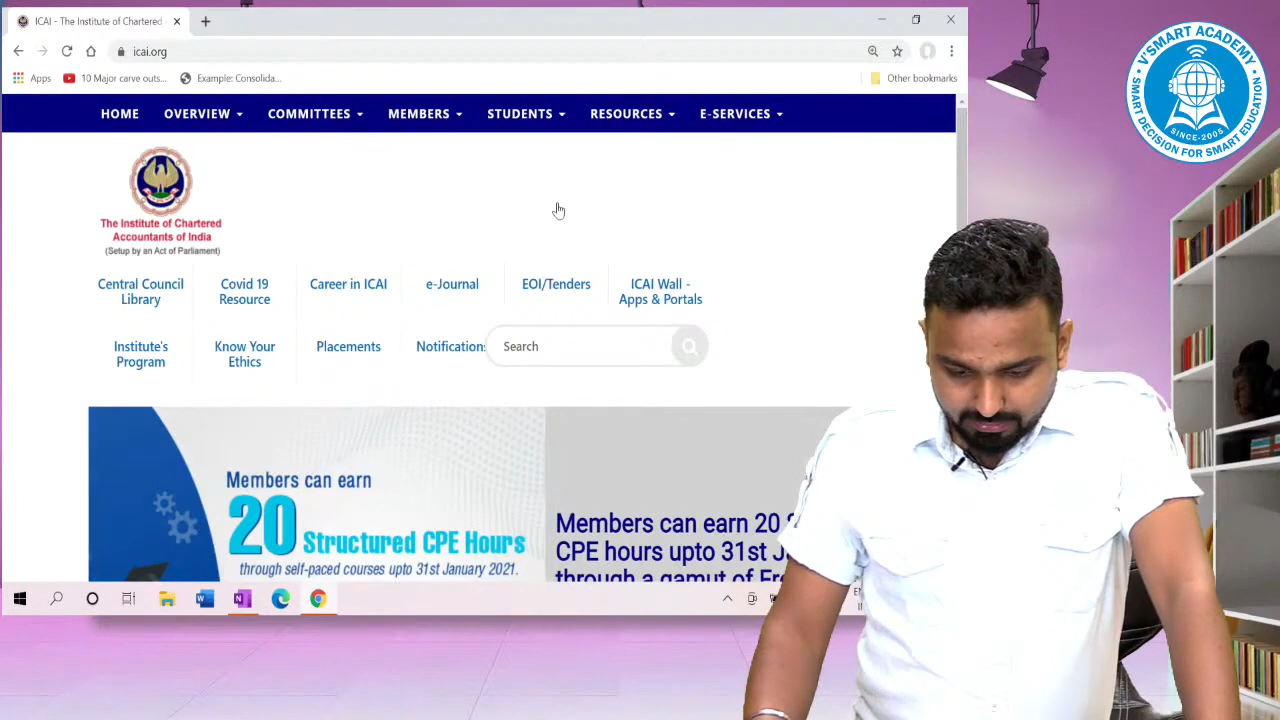 ICAI - The Institute of Chartered
icai.org
Apps
10 Major carve outs...
Example: Consolida...
Other bookmarks
HOME
OVERVIEW
COMMITTEES
MEMBERS
STUDENTS
RESOURCES
E-SERVICES
The Institute of Chartered
Accountants of India
(Setup by an Act of Parliament)
Central Council
Library
Covid 19
Resource
Career in ICAI
e-Journal
EOI/Tenders
ICAI Wall -
Apps & Portals
Institute's
Program
Know Your
Ethics
Placements
Notifications
Search
Members can earn
20 Structured CPE Hours
through self-paced courses upto 31st January 2021.
Members can earn 20
CPE hours upto 31st
through a gamut of
V'SMART ACADEMY
SINCE-2005
SMART DECISION FOR SMART EDUCATION